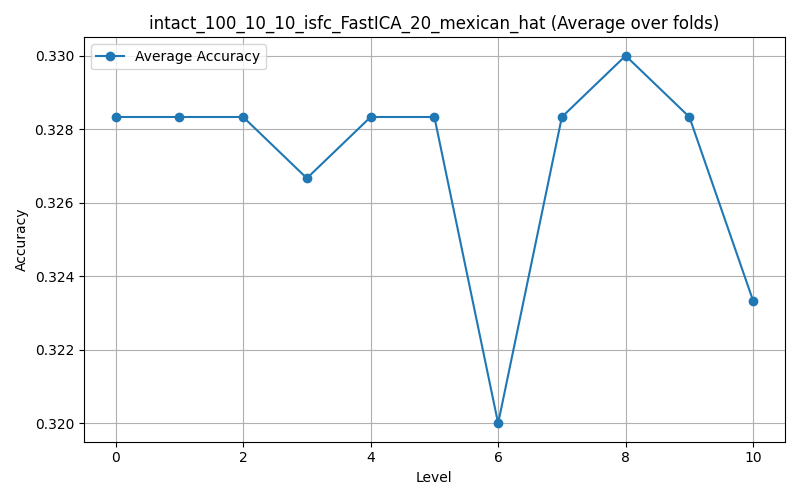 intact_100_10_10_isfc_FastICA_20_mexican_hat (Average over folds)
Average Accuracy
0.330
0.328
0.326
0.324
0.322
0.320
Accuracy
0 2 4 6 8 10
Level